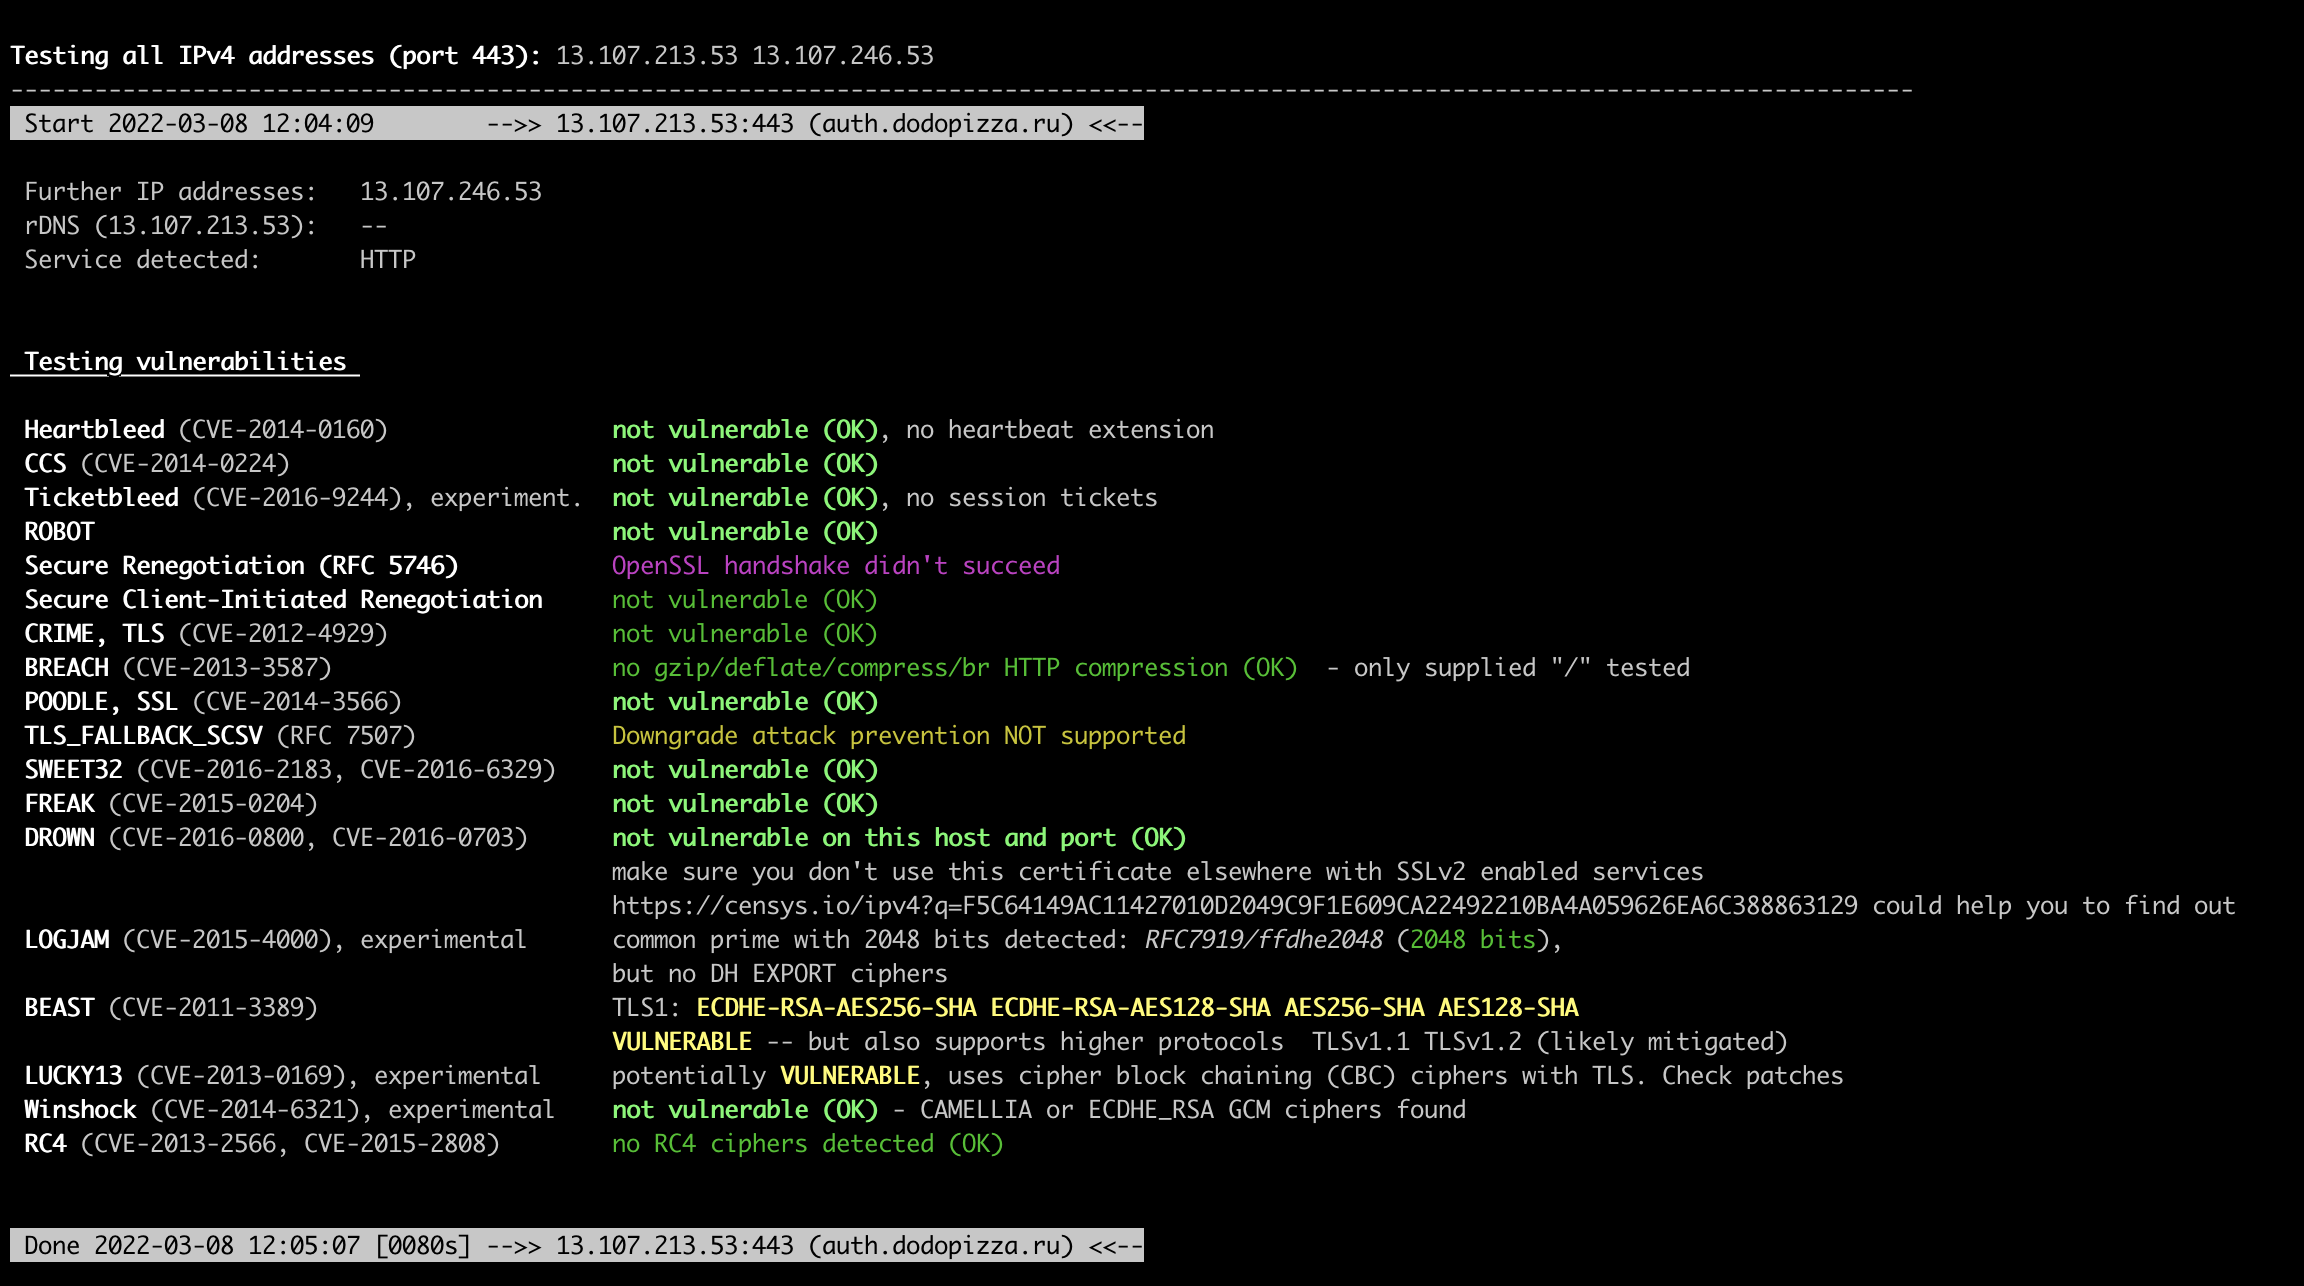 Testing all IPv4 addresses (port 443): 13.107.213.53 13.107.246.53
----------------------------------------------------------------------------------------------------------------------------------------
Start 2022-03-08 12:04:09        -->> 13.107.213.53:443 (auth.dodopizza.ru) <<--
Further IP addresses:   13.107.246.53
rDNS (13.107.213.53):   --
Service detected:       HTTP
Testing vulnerabilities
Heartbleed (CVE-2014-0160)                not vulnerable (OK), no heartbeat extension
CCS (CVE-2014-0224)                       not vulnerable (OK)
Ticketbleed (CVE-2016-9244), experiment.  not vulnerable (OK), no session tickets
ROBOT                                     not vulnerable (OK)
Secure Renegotiation (RFC 5746)           OpenSSL handshake didn't succeed
Secure Client-Initiated Renegotiation     not vulnerable (OK)
CRIME, TLS (CVE-2012-4929)                not vulnerable (OK)
BREACH (CVE-2013-3587)                    no gzip/deflate/compress/br HTTP compression (OK)  - only supplied "/" tested
POODLE, SSL (CVE-2014-3566)               not vulnerable (OK)
TLS_FALLBACK_SCSV (RFC 7507)              Downgrade attack prevention NOT supported
SWEET32 (CVE-2016-2183, CVE-2016-6329)    not vulnerable (OK)
FREAK (CVE-2015-0204)                     not vulnerable (OK)
DROWN (CVE-2016-0800, CVE-2016-0703)      not vulnerable on this host and port (OK)
make sure you don't use this certificate elsewhere with SSLv2 enabled services
https://censys.io/ipv4?q=F5C64149AC11427010D2049C9F1E609CA22492210BA4A059626EA6C388863129 could help you to find out
LOGJAM (CVE-2015-4000), experimental      common prime with 2048 bits detected: RFC7919/ffdhe2048 (2048 bits),
but no DH EXPORT ciphers
BEAST (CVE-2011-3389)                     TLS1: ECDHE-RSA-AES256-SHA ECDHE-RSA-AES128-SHA AES256-SHA AES128-SHA
VULNERABLE -- but also supports higher protocols  TLSv1.1 TLSv1.2 (likely mitigated)
LUCKY13 (CVE-2013-0169), experimental     potentially VULNERABLE, uses cipher block chaining (CBC) ciphers with TLS. Check patches
Winshock (CVE-2014-6321), experimental    not vulnerable (OK) - CAMELLIA or ECDHE_RSA GCM ciphers found
RC4 (CVE-2013-2566, CVE-2015-2808)        no RC4 ciphers detected (OK)
Done 2022-03-08 12:05:07 [0080s] -->> 13.107.213.53:443 (auth.dodopizza.ru) <<--